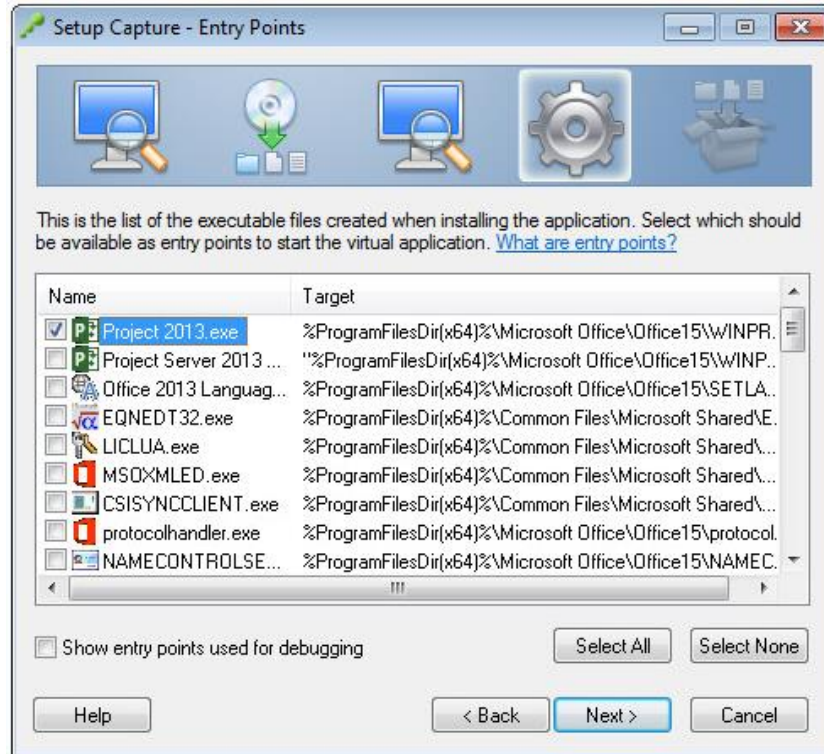 Setup Capture - Entry Points
This is the list of the executable files created when installing the application. Select which should
be available as entry points to start the virtual application. What are entry points?
Name Target
Project 2013.exe %ProgramFilesDir(x64)%\Microsoft Office\Office15\WINPR.
Project Server 2013 ... "%ProgramFilesDir(x64)%\Microsoft Office\Office15\WINP...
Office 2013 Languag... %ProgramFilesDir(x64)%\Microsoft Office\Office15\SETLA...
EQNEDT32.exe %ProgramFilesDir(x64)%\Common Files\Microsoft Shared\E.
LICLUA.exe %ProgramFilesDir(x64)%\Common Files\Microsoft Shared\...
MSOXMLED.exe %ProgramFilesDir(x64)%\Common Files\Microsoft Shared\...
CSISYNCCLIENT.exe %ProgramFilesDir(x64)%\Common Files\Microsoft Shared\...
protocolhandler.exe %ProgramFilesDir(x64)%\Microsoft Office\Office15\protocol.
NAMECONTROLSE... %ProgramFilesDir(x64)%\Microsoft Office\Office15\NAMEC.
Show entry points used for debugging Select All Select None
Help < Back Next > Cancel